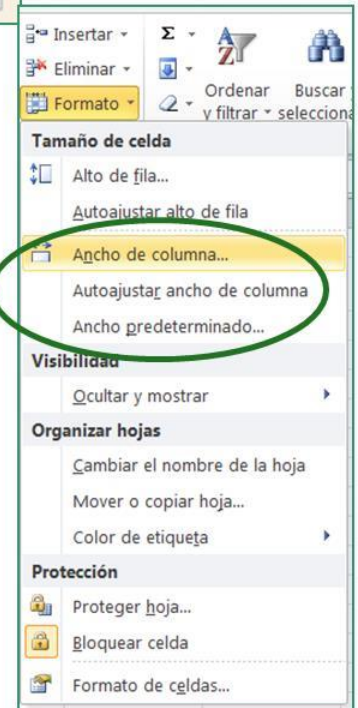 Insertar
Σ
Eliminar
Formato
Ordenar
y filtrar
Buscar
selecciona
Tamaño de celda
Alto de fila...
Autoajustar alto de fila
Ancho de columna...
Autoajustar ancho de columna
Ancho predeterminado...
Visibilidad
Ocultar y mostrar
Organizar hojas
Cambiar el nombre de la hoja
Mover o copiar hoja...
Color de etiqueta
Protección
Proteger hoja...
Bloquear celda
Formato de celdas...